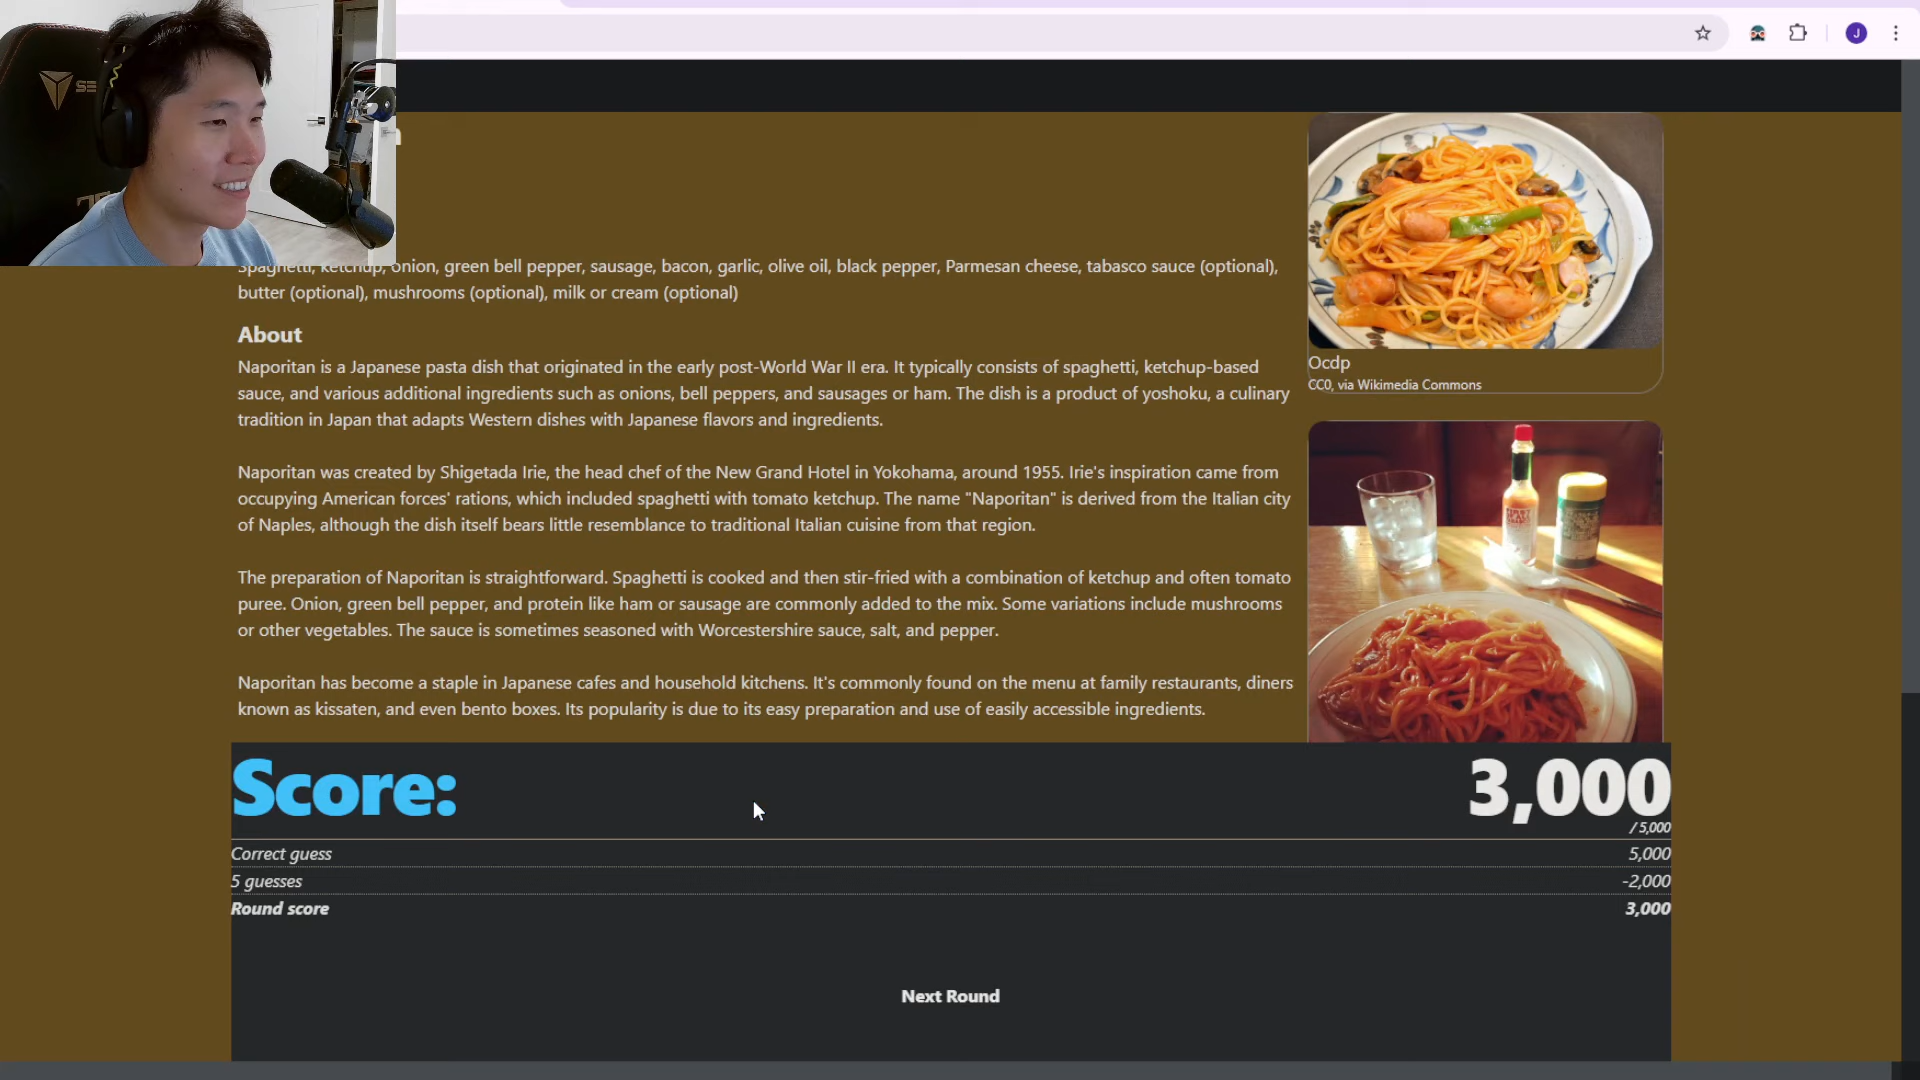 SE
J
n
Spaghetti, ketchup, onion, green bell pepper, sausage, bacon, garlic, olive oil, black pepper, Parmesan cheese, tabasco sauce (optional),
butter (optional), mushrooms (optional), milk or cream (optional)
About
Naporitan is a Japanese pasta dish that originated in the early post-World War II era. It typically consists of spaghetti, ketchup-based
sauce, and various additional ingredients such as onions, bell peppers, and sausages or ham. The dish is a product of yoshoku, a culinary
tradition in Japan that adapts Western dishes with Japanese flavors and ingredients.
Naporitan was created by Shigetada Irie, the head chef of the New Grand Hotel in Yokohama, around 1955. Irie's inspiration came from
occupying American forces' rations, which included spaghetti with tomato ketchup. The name "Naporitan" is derived from the Italian city
of Naples, although the dish itself bears little resemblance to traditional Italian cuisine from that region.
The preparation of Naporitan is straightforward. Spaghetti is cooked and then stir-fried with a combination of ketchup and often tomato
puree. Onion, green bell pepper, and protein like ham or sausage are commonly added to the mix. Some variations include mushrooms
or other vegetables. The sauce is sometimes seasoned with Worcestershire sauce, salt, and pepper.
Naporitan has become a staple in Japanese cafes and household kitchens. It's commonly found on the menu at family restaurants, diners
known as kissaten, and even bento boxes. Its popularity is due to its easy preparation and use of easily accessible ingredients.
Ocdp
CC0, via Wikimedia Commons
Score: 3,000
/ 5,000
Correct guess 5,000
5 guesses -2,000
Round score 3,000
Next Round